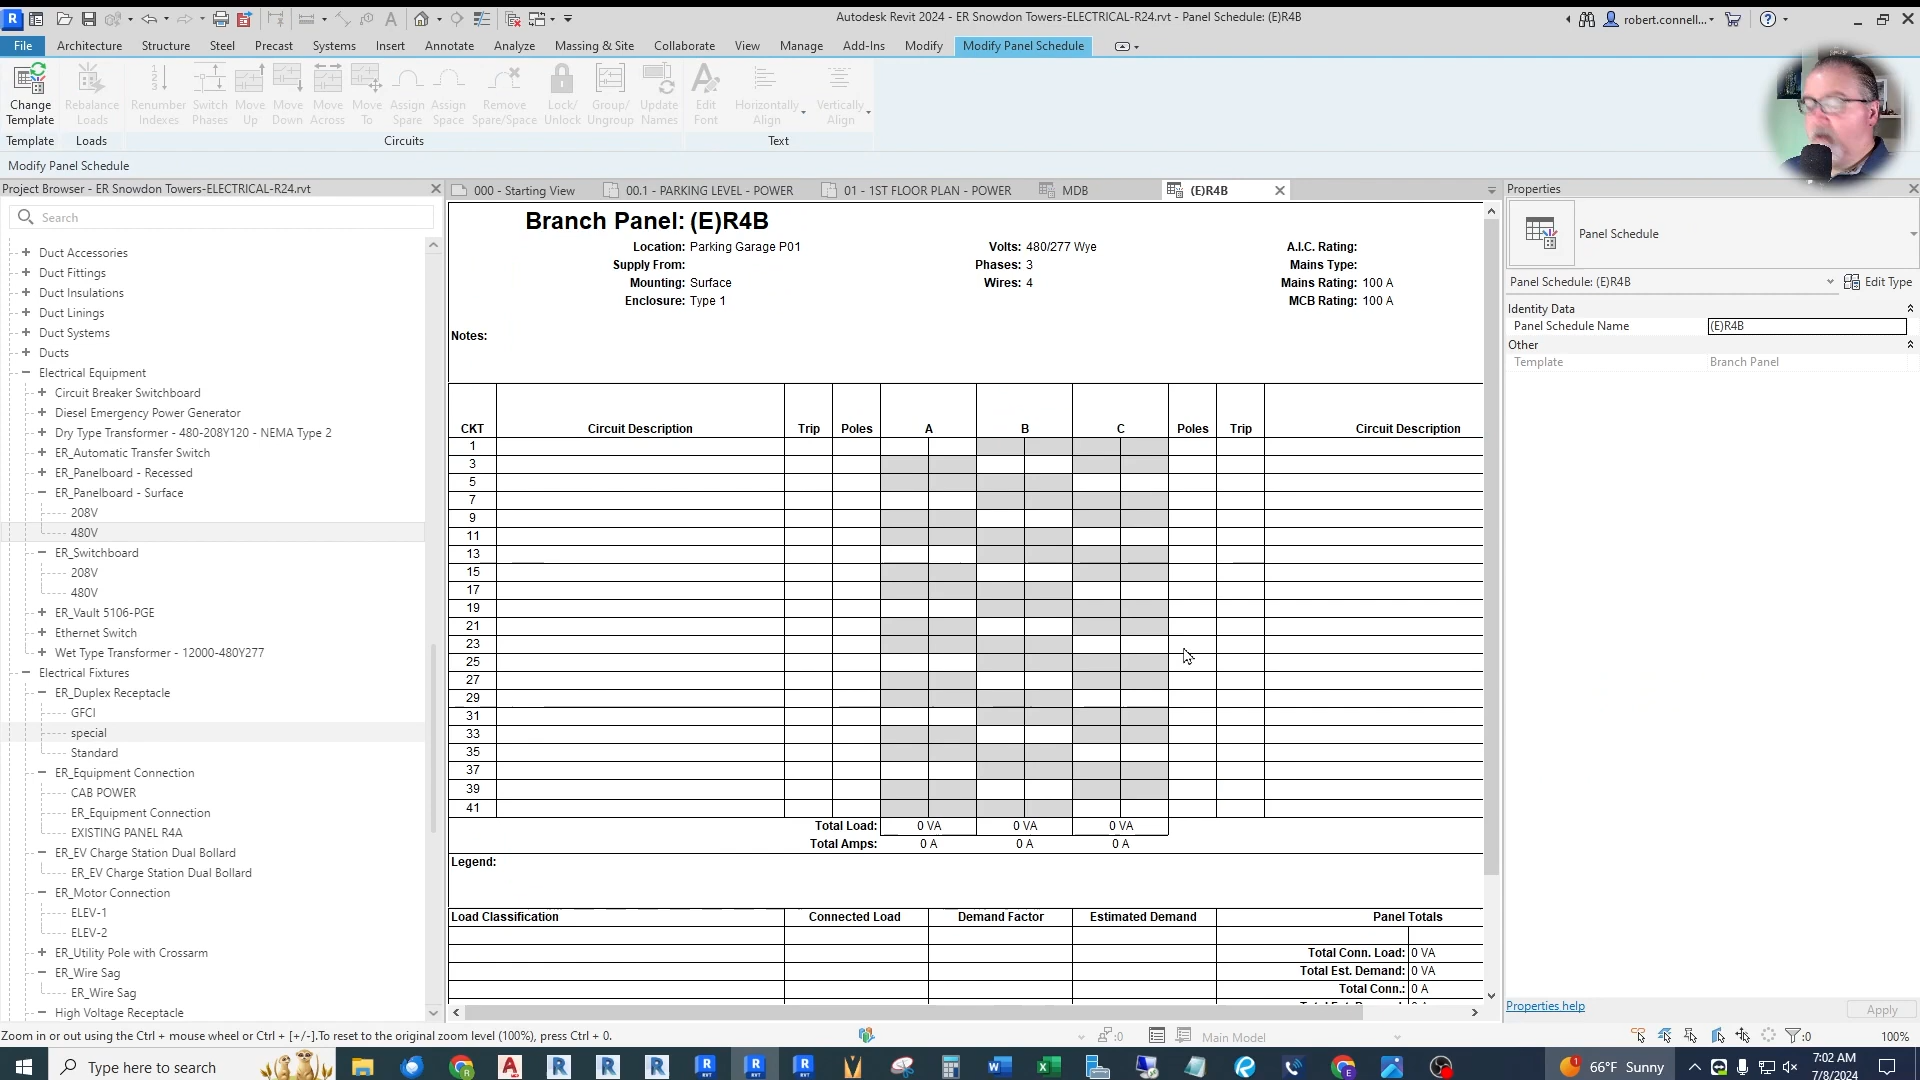 Autodesk Revit 2024 - ER Snowdon Towers-ELECTRICAL-R24.rvt - Panel Schedule: (E)R4B
robert.connell...
File Architecture Structure Steel Precast Systems Insert Annotate Analyze Massing & Site Collaborate View Manage Add-Ins Modify Modify Panel Schedule
Change Template
Rebalance Loads
Renumber Indexes
Switch Phases
Move Up
Move Down
Move Across
Move To
Assign Spare
Assign Space
Remove Spare/Space
Lock/ Unlock
Group/ Ungroup
Update Names
Edit Font
Horizontally Align
Vertically Align
Template Loads Circuits Text
Modify Panel Schedule
Project Browser - ER Snowdon Towers-ELECTRICAL-R24.rvt
Search
Duct Accessories
Duct Fittings
Duct Insulations
Duct Linings
Duct Systems
Ducts
Electrical Equipment
Circuit Breaker Switchboard
Diesel Emergency Power Generator
Dry Type Transformer - 480-208Y120 - NEMA Type 2
ER_Automatic Transfer Switch
ER_Panelboard - Recessed
ER_Panelboard - Surface
208V
480V
ER_Switchboard
208V
480V
ER_Vault 5106-PGE
Ethernet Switch
Wet Type Transformer - 12000-480Y277
Electrical Fixtures
ER_Duplex Receptacle
GFCI
special
Standard
ER_Equipment Connection
CAB POWER
ER_Equipment Connection
EXISTING PANEL R4A
ER_EV Charge Station Dual Bollard
ER_EV Charge Station Dual Bollard
ER_Motor Connection
ELEV-1
ELEV-2
ER_Utility Pole with Crossarm
ER_Wire Sag
ER_Wire Sag
High Voltage Receptacle
000 - Starting View
00.1 - PARKING LEVEL - POWER
01 - 1ST FLOOR PLAN - POWER
MDB
(E)R4B
Branch Panel: (E)R4B
Location: Parking Garage P01 Volts: 480/277 Wye A.I.C. Rating:
Supply From: Phases: 3 Mains Type:
Mounting: Surface Wires: 4 Mains Rating: 100 A
Enclosure: Type 1 MCB Rating: 100 A
Notes:
CKT Circuit Description Trip Poles A B C Poles Trip Circuit Description
1
3
5
7
9
11
13
15
17
19
21
23
25
27
29
31
33
35
37
39
41
Total Load: 0 VA 0 VA 0 VA
Total Amps: 0 A 0 A 0 A
Legend:
Load Classification Connected Load Demand Factor Estimated Demand Panel Totals
Total Conn. Load: 0 VA
Total Est. Demand: 0 VA
Total Conn.: 0 A
Properties
Panel Schedule
Panel Schedule: (E)R4B Edit Type
Identity Data
Panel Schedule Name (E)R4B
Other
Template Branch Panel
Properties help Apply
Zoom in or out using the Ctrl + mouse wheel or Ctrl + [+/-].To reset to the original zoom level (100%), press Ctrl + 0.
:0
Main Model
:0
100%
Type here to search
66°F Sunny
7:02 AM
7/8/2024